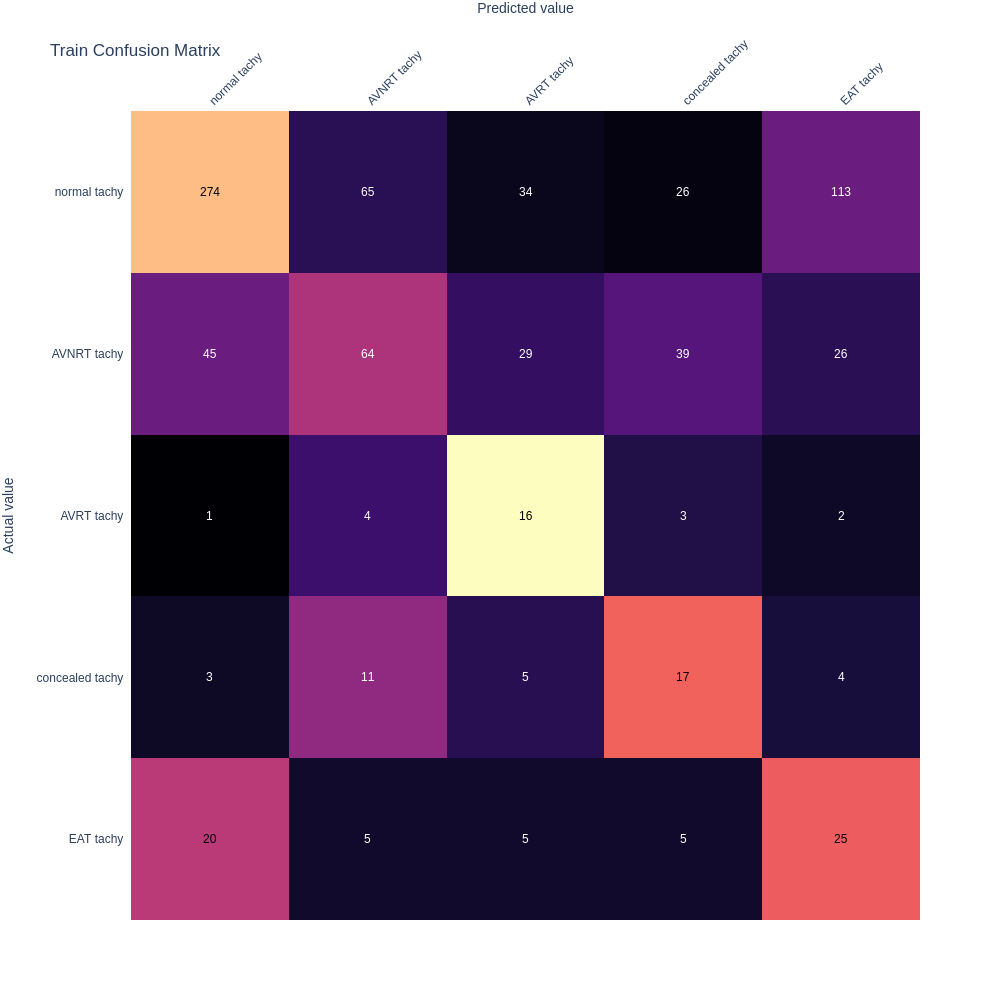 Predicted value
Train Confusion Matrix
normal tachy
AVNRT tachy
AVRT tachy
concealed tachy
EAT tachy
normal tachy 274 65 34 26 113
AVNRT tachy 45 64 29 39 26
Actual value
AVRT tachy 1 4 16 3 2
concealed tachy 3 11 5 17 4
EAT tachy 20 5 5 5 25